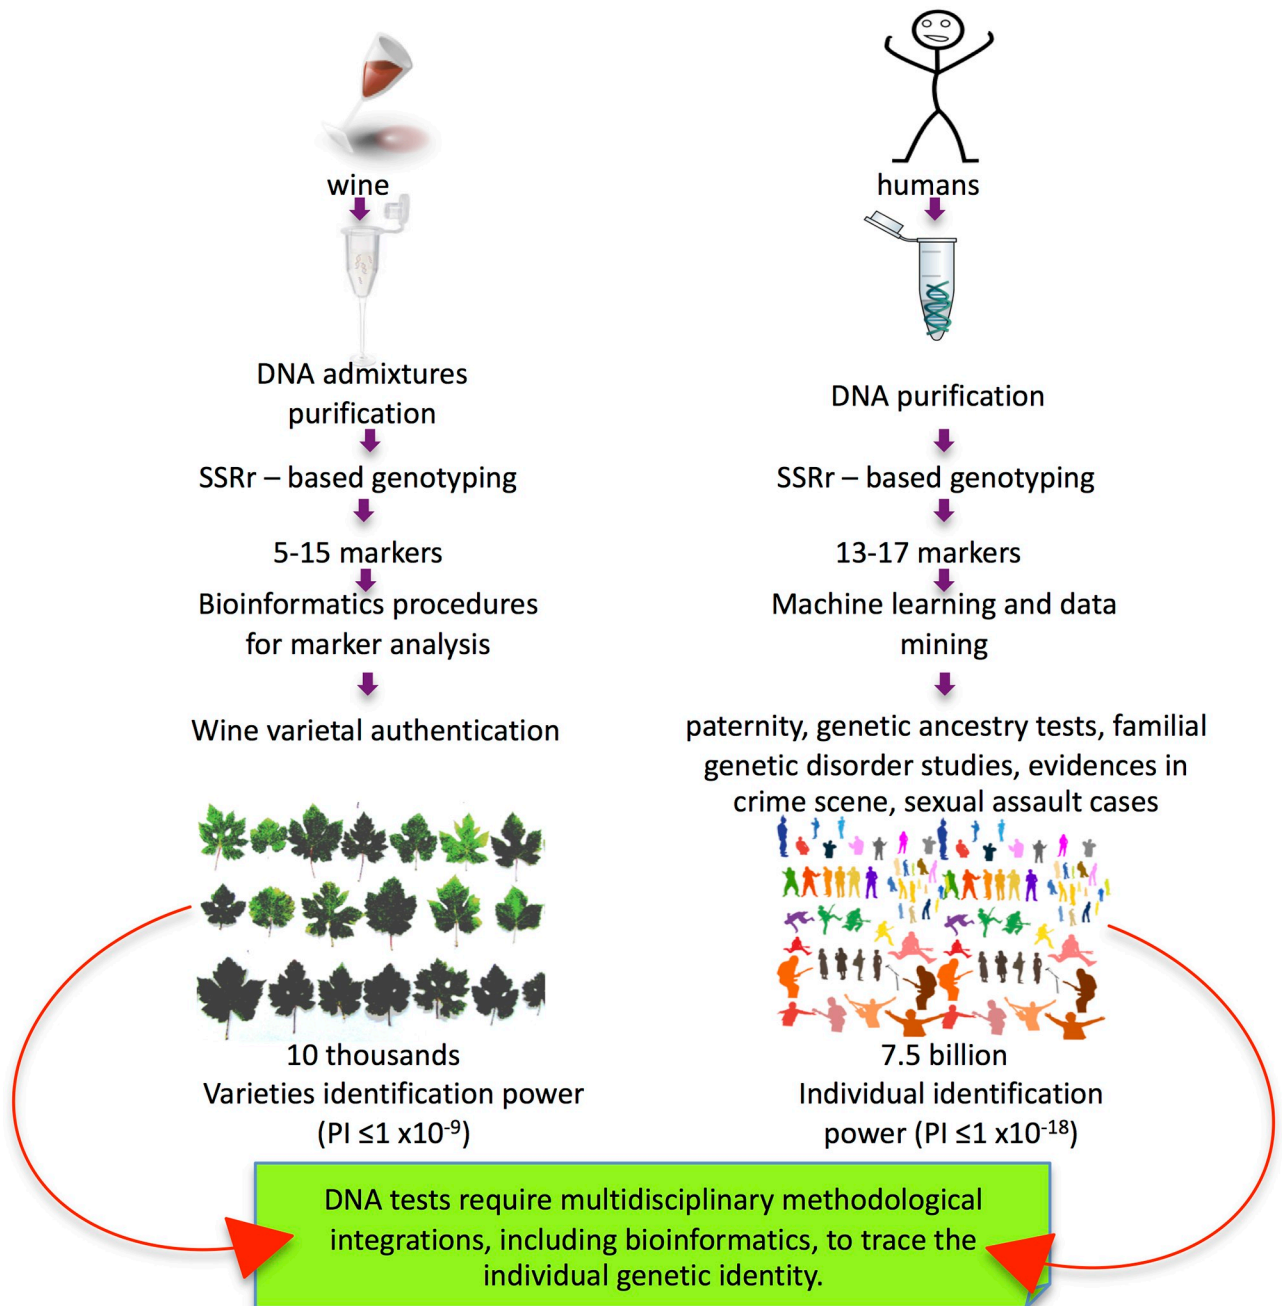 wine
DNA admixtures
purification
SSRr – based genotyping
5-15 markers
Bioinformatics procedures
for marker analysis
Wine varietal authentication
10 thousands
Varieties identification power
(PI ≤1 x10-9)
humans
DNA purification
SSRr – based genotyping
13-17 markers
Machine learning and data
mining
paternity, genetic ancestry tests, familial
genetic disorder studies, evidences in
crime scene, sexual assault cases
7.5 billion
Individual identification
power (PI ≤1 x10-18)
DNA tests require multidisciplinary methodological
integrations, including bioinformatics, to trace the
individual genetic identity.